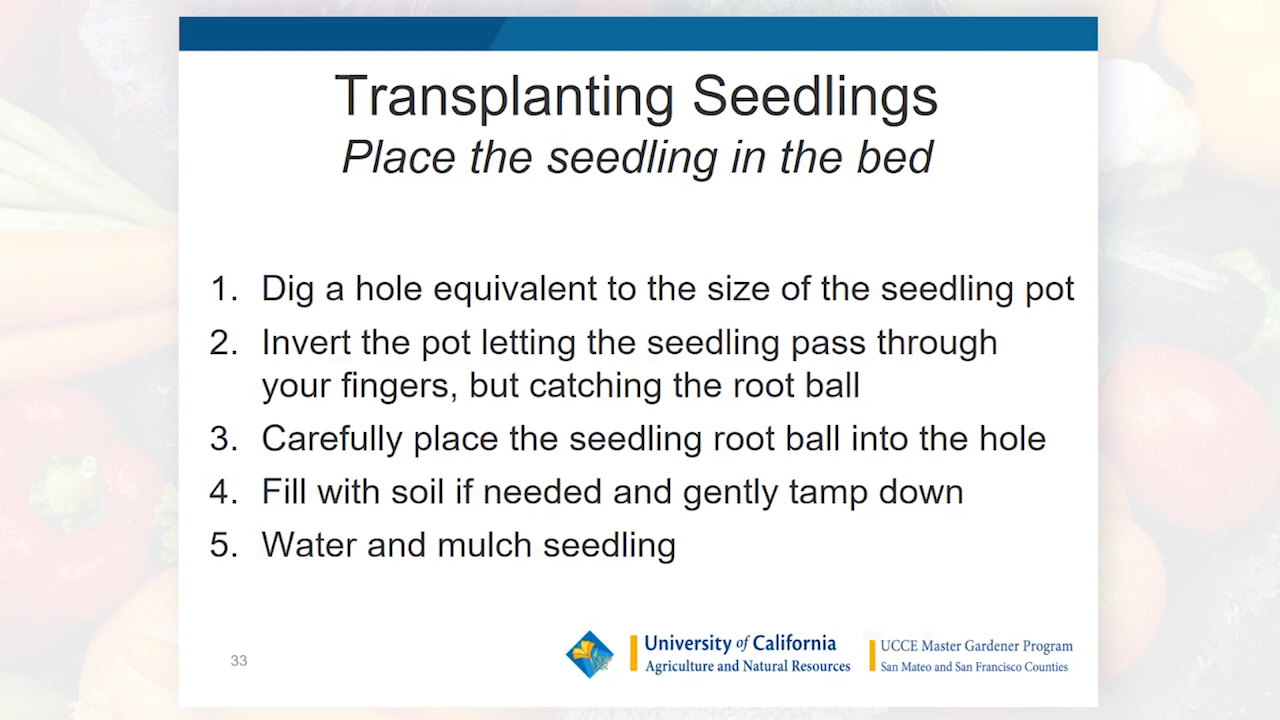 Transplanting Seedlings
Place the seedling in the bed
1. Dig a hole equivalent to the size of the seedling pot
2. Invert the pot letting the seedling pass through
your fingers, but catching the root ball
3. Carefully place the seedling root ball into the hole
4. Fill with soil if needed and gently tamp down
5. Water and mulch seedling
33
University of California
Agriculture and Natural Resources
UCCE Master Gardener Program
San Mateo and San Francisco Counties